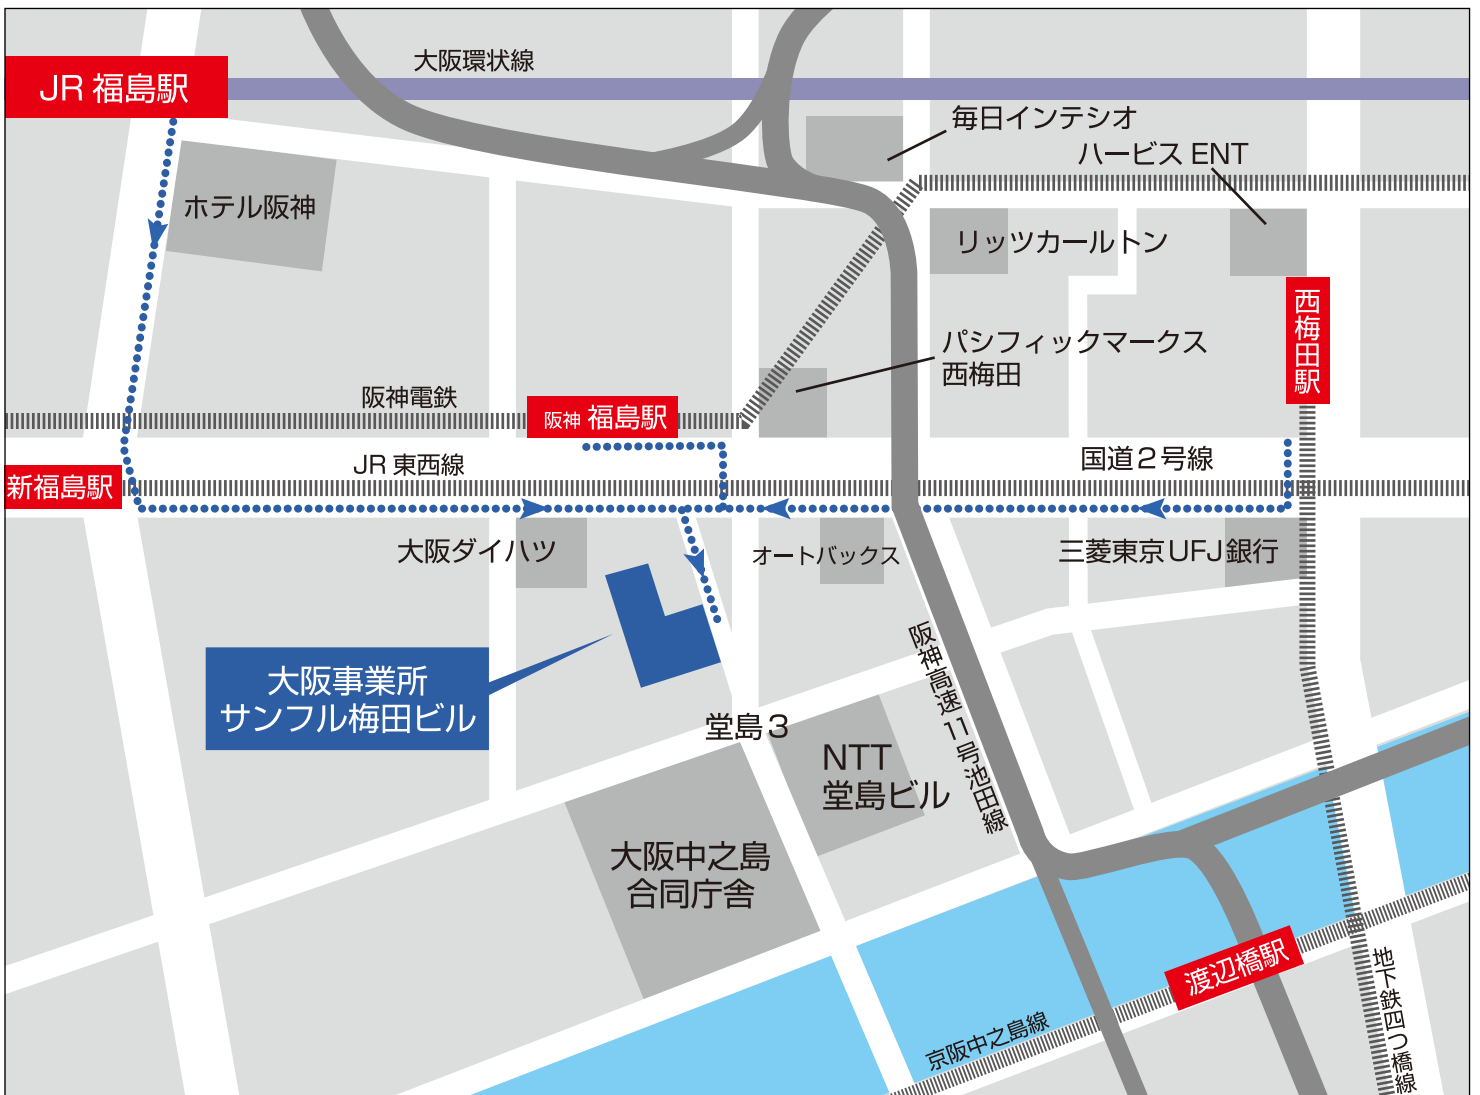 大阪環状線
JR 福島駅
毎日インテシオ
ハービス ENT
ホテル阪神
リッツカールトン
西梅田駅
パシフィックマークス
西梅田
阪神電鉄
阪神 福島駅
JR 東西線
国道2号線
新福島駅
大阪ダイハツ
オートバックス
三菱東京UFJ銀行
阪神高速11号池田線
大阪事業所
サンフル梅田ビル
堂島3
NTT
堂島ビル
大阪中之島
合同庁舎
渡辺橋駅
京阪中之島線
地下鉄四つ橋線